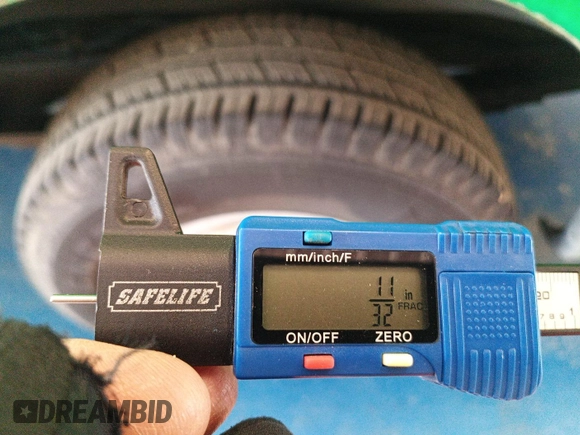 mm/inch/F
SAFELIFE
11
32
in
FRAC
ON/OFF ZERO
DREAMBID